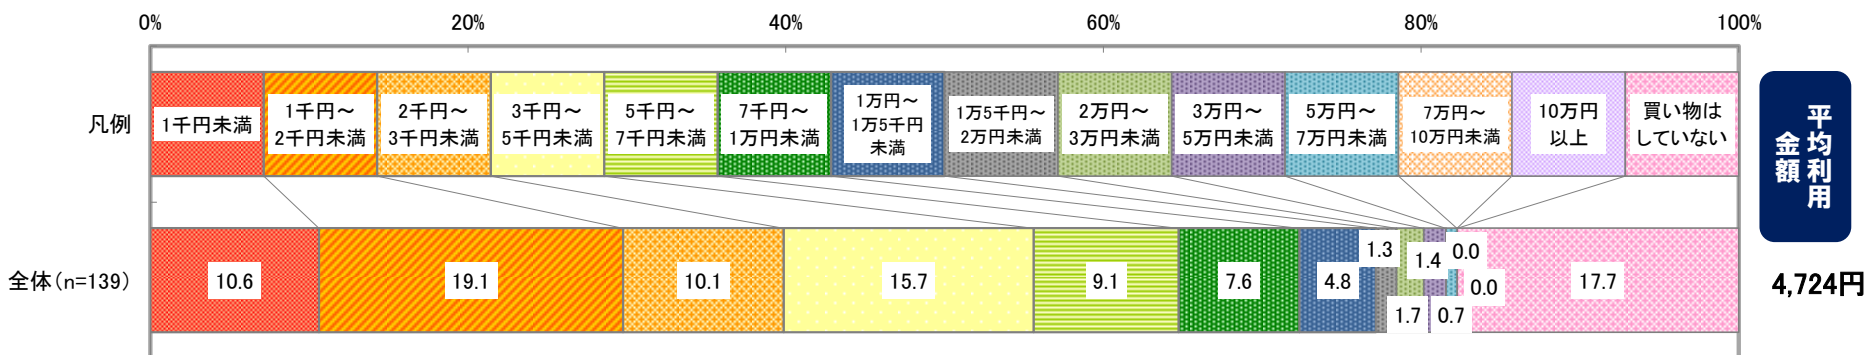 0%
20%
40%
60%
80%
100%
凡例
1千円未満
1千円～
2千円未満
2千円～
3千円未満
3千円～
5千円未満
5千円～
7千円未満
7千円～
1万円未満
1万円～
1万5千円
未満
1万5千円～
2万円未満
2万円～
3万円未満
3万円～
5万円未満
5万円～
7万円未満
7万円～
10万円未満
10万円
以上
買い物は
していない
平均利用
金額
全体（n=139）
10.6
19.1
10.1
15.7
9.1
7.6
4.8
1.3
1.7
1.4
0.7
0.0
0.0
17.7
4,724円